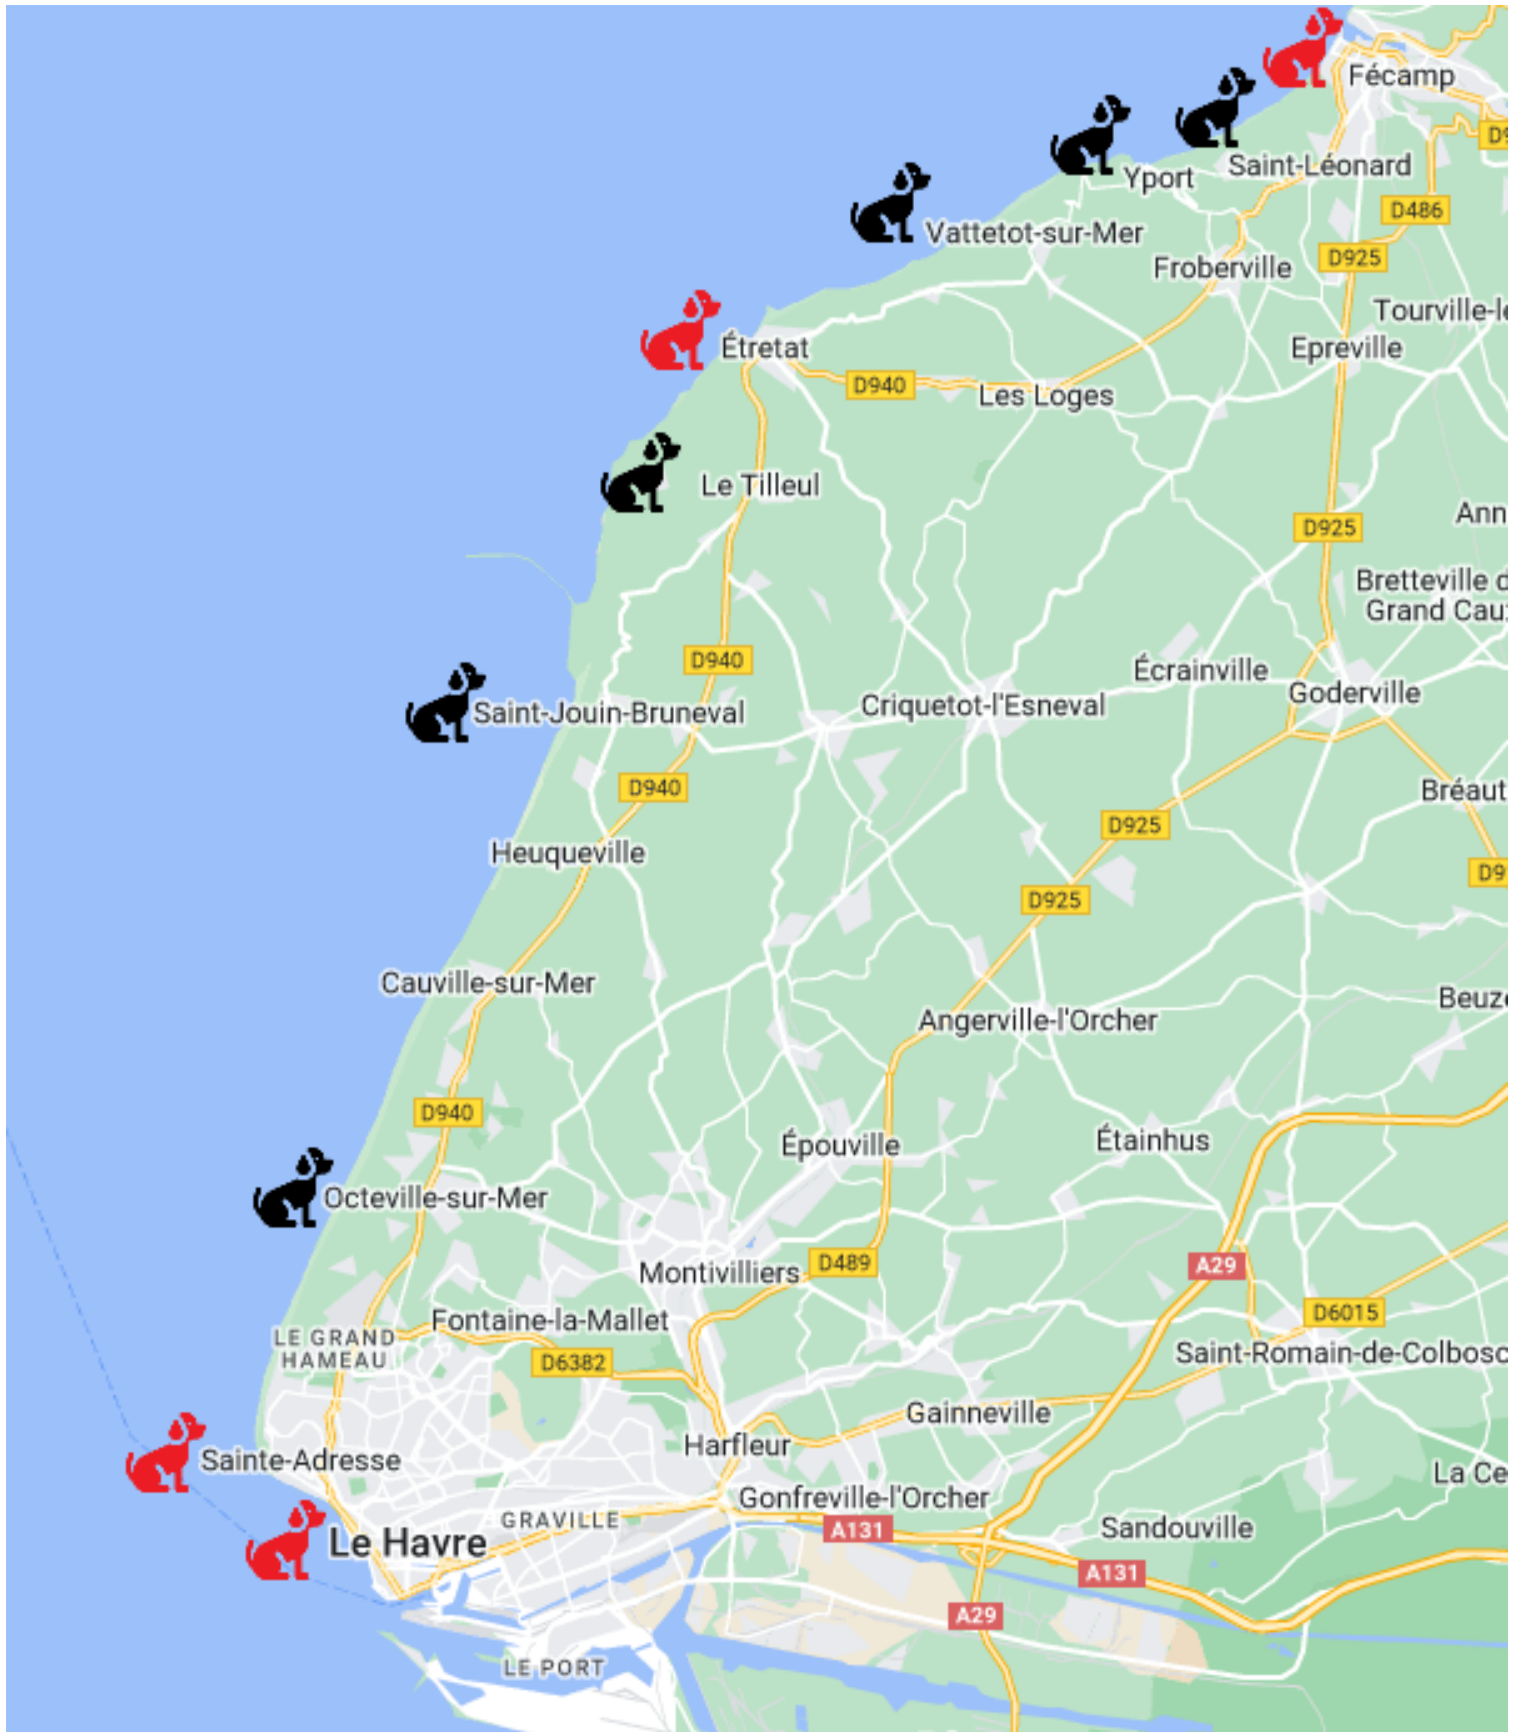 Fécamp
D9
Saint-Léonard
Yport
D486
Vattetot-sur-Mer
D925
Froberville
Tourville-le
Étretat
Epreville
D940
Les Loges
Le Tilleul
Ann
D925
Bretteville d
Grand Cau
D940
Écrainville
Goderville
Criquetot-l'Esneval
Saint-Jouin-Bruneval
D940
Bréaut
D925
Heuqueville
D9
D925
Cauville-sur-Mer
Beuz
Angerville-l'Orcher
D940
Étainhus
Épouville
Octeville-sur-Mer
D489
A29
Montivilliers
D6015
Fontaine-la-Mallet
LE GRAND
HAMEAU
Saint-Romain-de-Colbosc
D6382
Gainneville
Harfleur
Sainte-Adresse
La Ce
Gonfreville-l'Orcher
GRAVILLE
A131
Sandouville
Le Havre
A131
A29
LE PORT